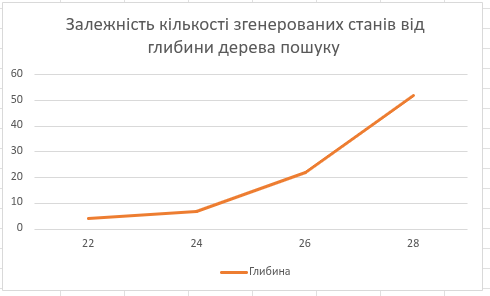 Залежність кількості згенерованих станів від
глибини дерева пошуку
60
50
40
30
20
10
0
22 24 26 28
Глибина